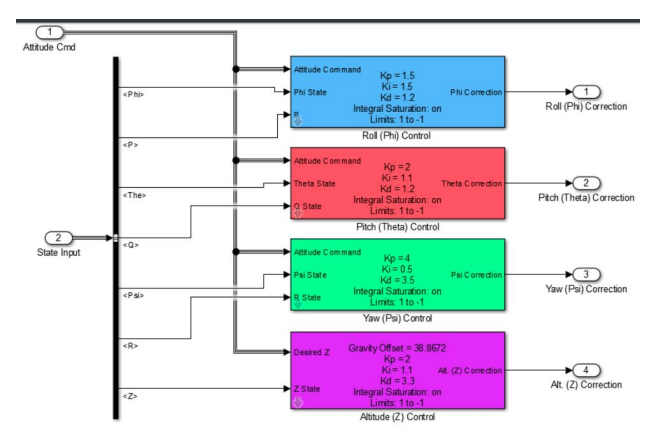 1
Attitude Cmd
<Phi>
<P>
<The>
2
State Input
<Q>
<Psi>
<R>
<Z>
Attitude Command
Kp = 1.5
Ki = 1.5
Phi State
Phi Correction
Kd = 1.2
Integral Saturation: on
P
Limits: 1 to -1
Roll (Phi) Control
1
Roll (Phi) Correction
Attitude Command
Kp = 2
Ki = 1.1
Theta State
Theta Correction
Kd = 1.2
Integral Saturation: on
Q State
Limits: 1 to -1
Pitch (Theta) Control
2
Pitch (Theta) Correction
Attitude Command
Kp = 4
Ki = 0.5
Psi State
Psi Correction
Kd = 3.5
Integral Saturation: on
R State
Limits: 1 to -1
Yaw (Psi) Control
3
Yaw (Psi) Correction
Desired Z
Gravity Offset = 38.8672
Kp = 2
Ki = 1.1
Alt. (Z) Correction
Kd = 3.3
Z State
Integral Saturation: on
Limits: 1 to -1
Altitude (Z) Control
4
Alt. (Z) Correction